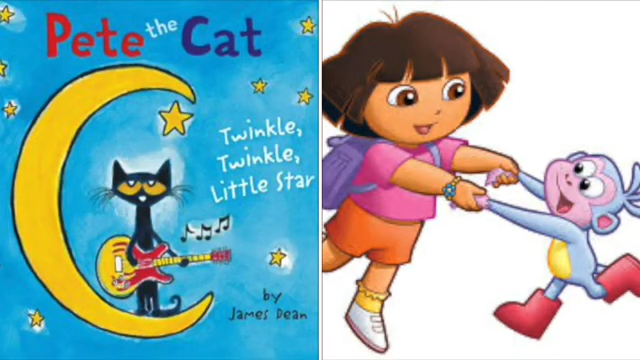 Pete the Cat
Twinkle,
Twinkle,
Little Star
by
James Dean